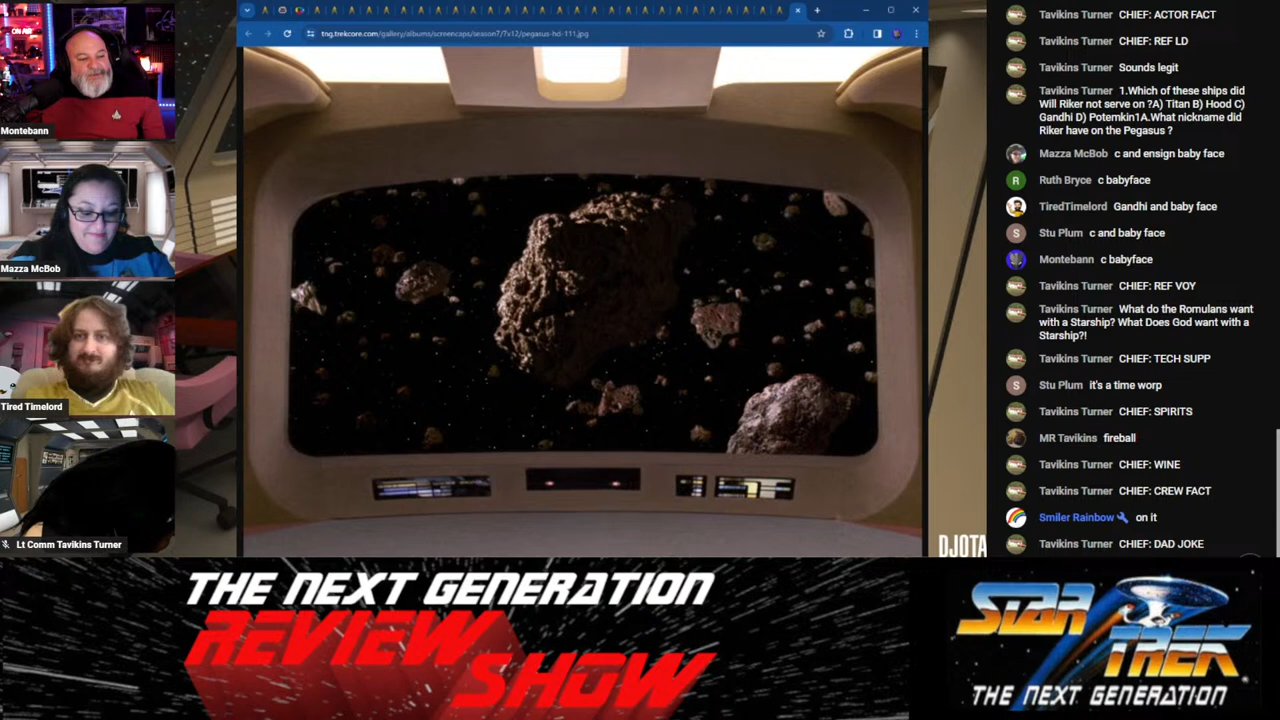 ON AIR
Montebann
Mazza McBob
Tired Timelord
Lt Comm Tavikins Turner
tng.trekcore.com/gallery/albums/screencaps/season7/7x12/pegasus-hd-111.jpg
DJOTA
Tavikins Turner CHIEF: ACTOR FACT
Tavikins Turner CHIEF: REF LD
Tavikins Turner Sounds legit
Tavikins Turner 1.Which of these ships did
Will Riker not serve on ?A) Titan B) Hood C)
Gandhi D) Potemkin1A.What nickname did
Riker have on the Pegasus ?
Mazza McBob c and ensign baby face
R Ruth Bryce c babyface
TiredTimelord Gandhi and baby face
S Stu Plum c and baby face
Montebann c babyface
Tavikins Turner CHIEF: REF VOY
Tavikins Turner What do the Romulans want
with a Starship? What Does God want with a
Starship?!
Tavikins Turner CHIEF: TECH SUPP
S Stu Plum it's a time worp
Tavikins Turner CHIEF: SPIRITS
MR Tavikins fireball
Tavikins Turner CHIEF: WINE
Tavikins Turner CHIEF: CREW FACT
Smiler Rainbow on it
Tavikins Turner CHIEF: DAD JOKE
THE NEXT GENERATION
REVIEW
SHOW
STAR
TREK
THE NEXT GENERATION